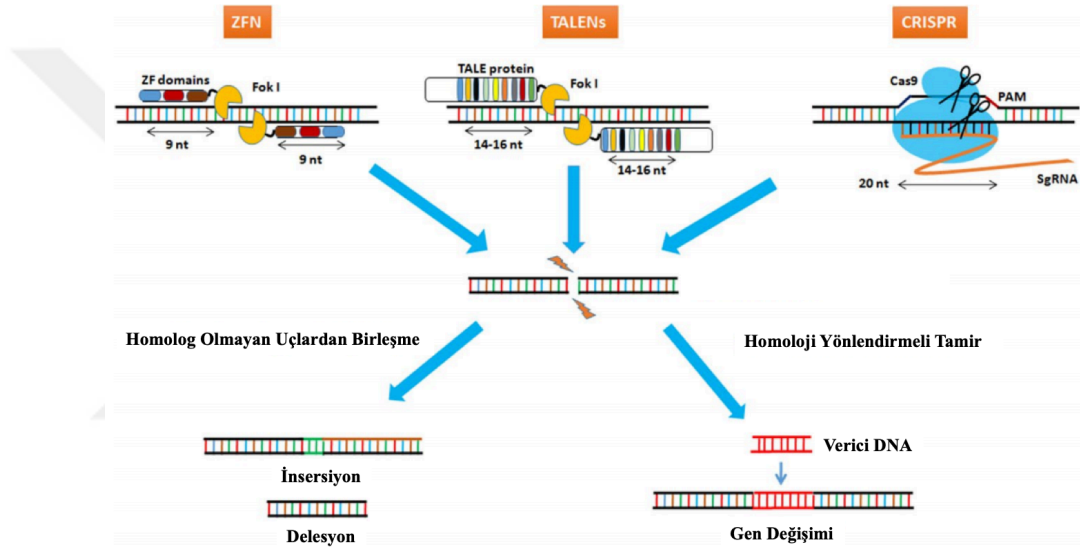 ZFN
TALENs
CRISPR
ZF domains
Fok I
9 nt
9 nt
TALE protein
Fok I
14-16 nt
14-16 nt
Cas9
PAM
20 nt
SgRNA
Homolog Olmayan Uçlardan Birleşme
Homoloji Yönlendirmeli Tamir
İnsersiyon
Delesyon
Verici DNA
Gen Değişimi